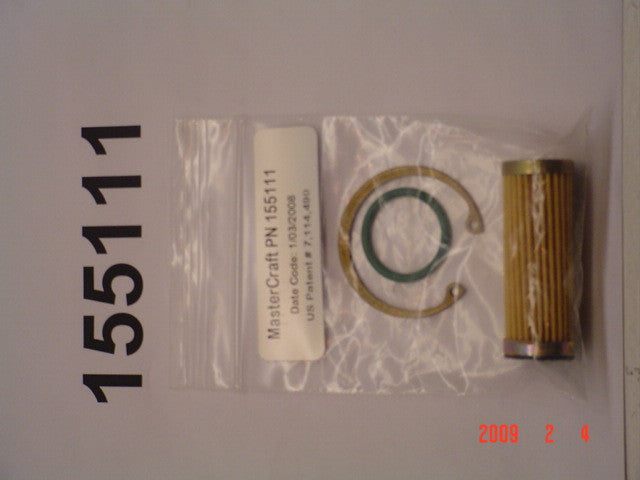 155111
MasterCraft PN 155111
Date Code: 1/03/2008
US Patent # 7,114,490
2009 2 4